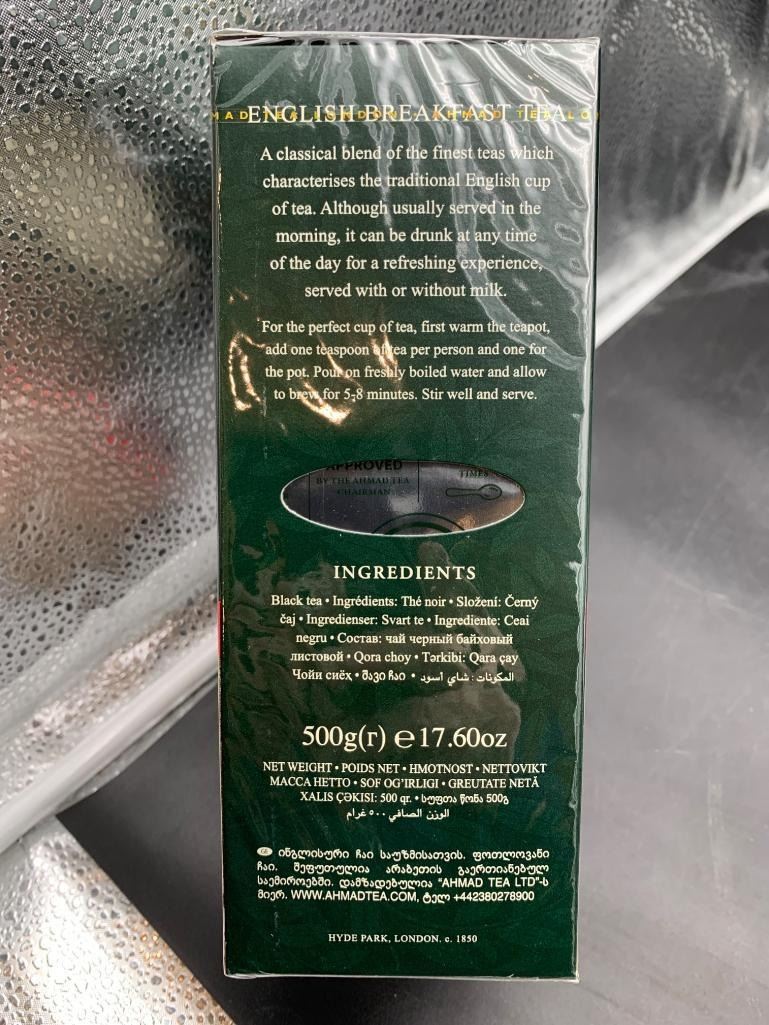 ENGLISH BREAKFAST TEA
MAD TEA LONDON • AHMAD TEA LO
A classical blend of the finest teas which
characterises the traditional English cup
of tea. Although usually served in the
morning, it can be drunk at any time
of the day for a refreshing experience,
served with or without milk.
For the perfect cup of tea, first warm the teapot,
add one teaspoon of tea per person and one for
the pot. Pour on freshly boiled water and allow
to brew for 5-8 minutes. Stir well and serve.
APPROVED
BY THE AHMAD TEA
CHAIRMAN
TIMES
INGREDIENTS
Black tea • Ingrédients: Thé noir • Složení: Černý
čaj • Ingredienser: Svart te • Ingrediente: Ceai
negru • Состав: чай черный байховый
листовой • Qora choy • Tərkibi: Qara çay
Чойи сиёҳ • შავი ჩაი • المكونات: شاي أسود
500g(r) ℮17.60oz
NET WEIGHT • POIDS NET • HMOTNOST • NETTOVIKT
МАССА НЕТТО • SOF OG'IRLIGI • GREUTATE NETĂ
XALIS ÇƏKISI: 500 qr. • სუფთა წონა 500გ
الوزن الصافي ٥٠٠ غرام
GE ინგლისური ჩაი საუზმისათვის. ფოთლოვანი
ჩაი. შეფუთულია არაბეთის გაერთიანებულ
საემიროებში. დამზადებულია "AHMAD TEA LTD"-ს
მიერ. WWW.AHMADTEA.COM, ტელ +442380278900
HYDE PARK, LONDON. c. 1850